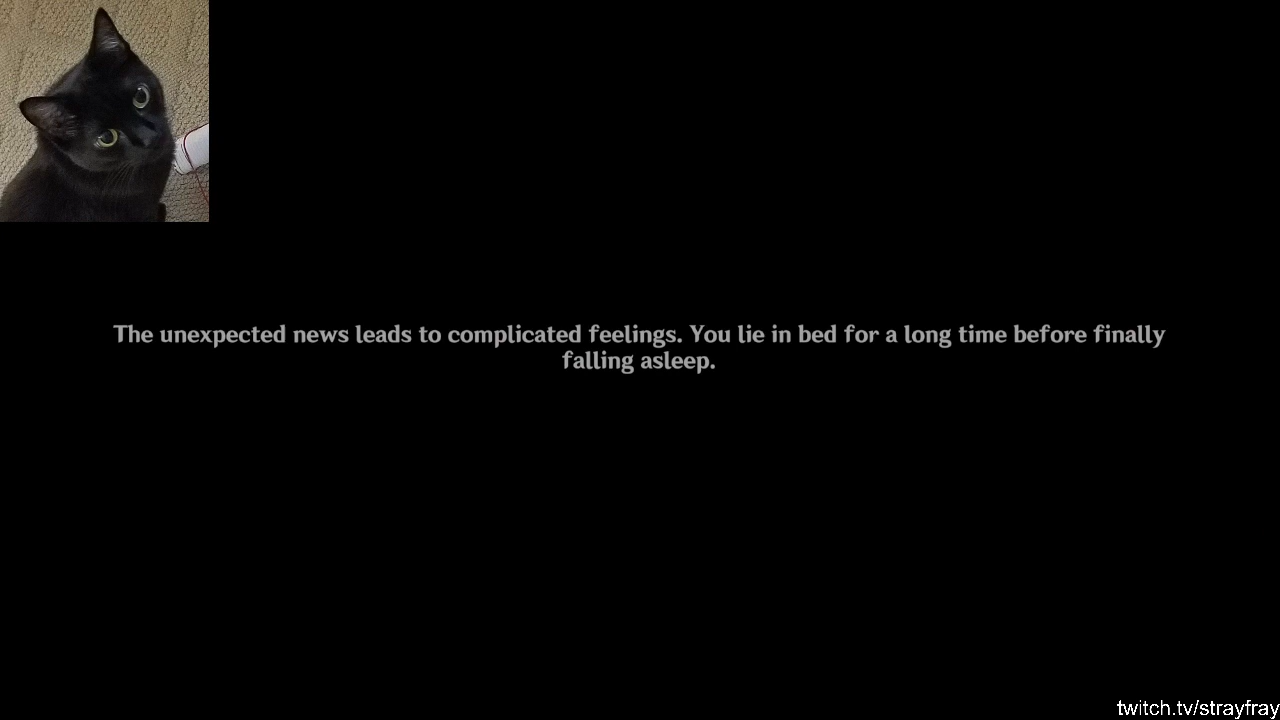 The unexpected news leads to complicated feelings. You lie in bed for a long time before finally
falling asleep.
twitch.tv/strayfray